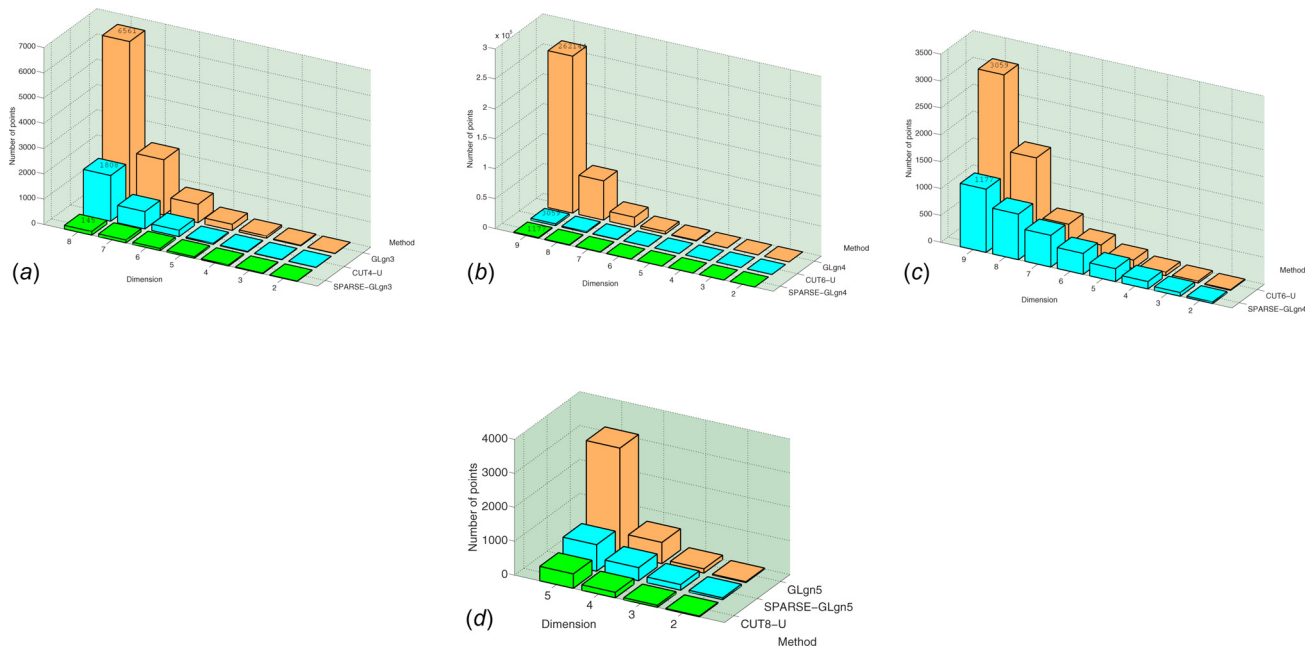 7000
6000
5000
4000
3000
2000
1000
0
Number of points
6561
145
8
7
6
5
4
3
2
Dimension
Method
GLgn3
CUT4-U
SPARSE-GLgn3
(a)
x 10⁵
3
2.5
2
1.5
1
0.5
0
Number of points
3059
9
8
7
6
5
4
3
2
Dimension
Method
GLgn4
CUT6-U
SPARSE-GLgn4
(b)
3500
3000
2500
2000
1500
1000
500
0
Number of points
3059
1177
9
8
7
6
5
4
3
2
Dimension
Method
CUT6-U
SPARSE-GLgn4
(c)
4000
3000
2000
1000
0
Number of points
5
4
3
2
Dimension
GLgn5
SPARSE-GLgn5
CUT8-U
Method
(d)